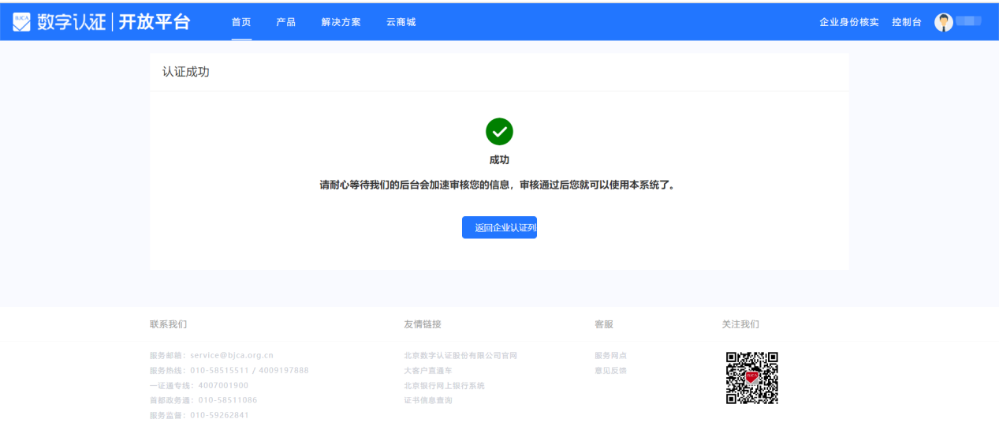 BJCA 数字认证 | 开放平台 首页 产品 解决方案 云商城 企业身份核实 控制台
认证成功
成功
请耐心等待我们的后台会加速审核您的信息，审核通过后您就可以使用本系统了。
返回企业认证列
联系我们 友情链接 客服 关注我们
服务邮箱：service@bjca.org.cn 北京数字认证股份有限公司官网 服务网点
服务热线：010-58515511 / 4009197888 大客户直通车 意见反馈
一证通专线：4007001900 北京银行网上银行系统
首都政务通：010-58511086 证书信息查询
服务监督：010-59262841
BJCA